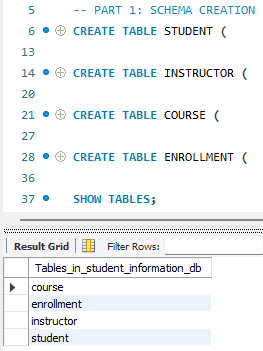 5 -- PART 1: SCHEMA CREATION
6 CREATE TABLE STUDENT (
13
14 CREATE TABLE INSTRUCTOR (
20
21 CREATE TABLE COURSE (
27
28 CREATE TABLE ENROLLMENT (
36
37 SHOW TABLES;
Result Grid Filter Rows:
Tables_in_student_information_db
course
enrollment
instructor
student